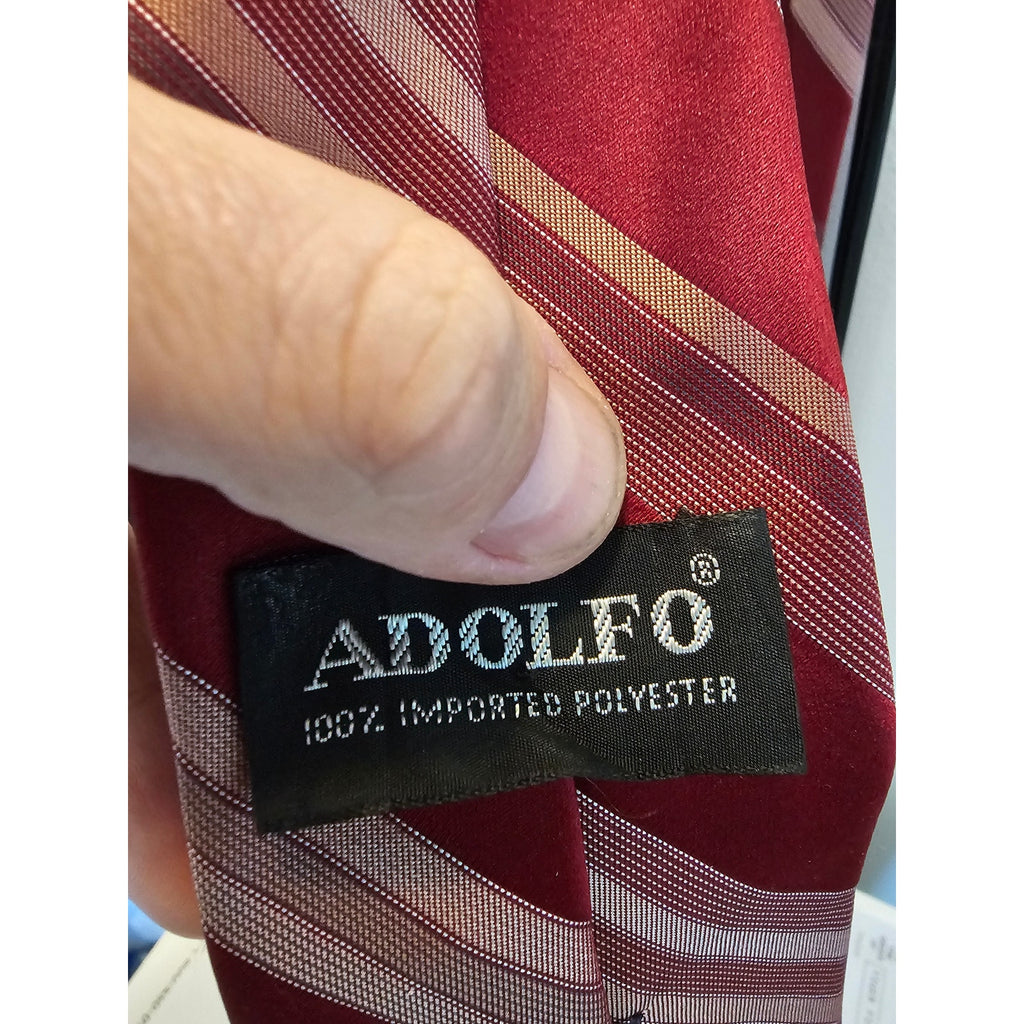 ADOLFO®
100% IMPORTED POLYESTER